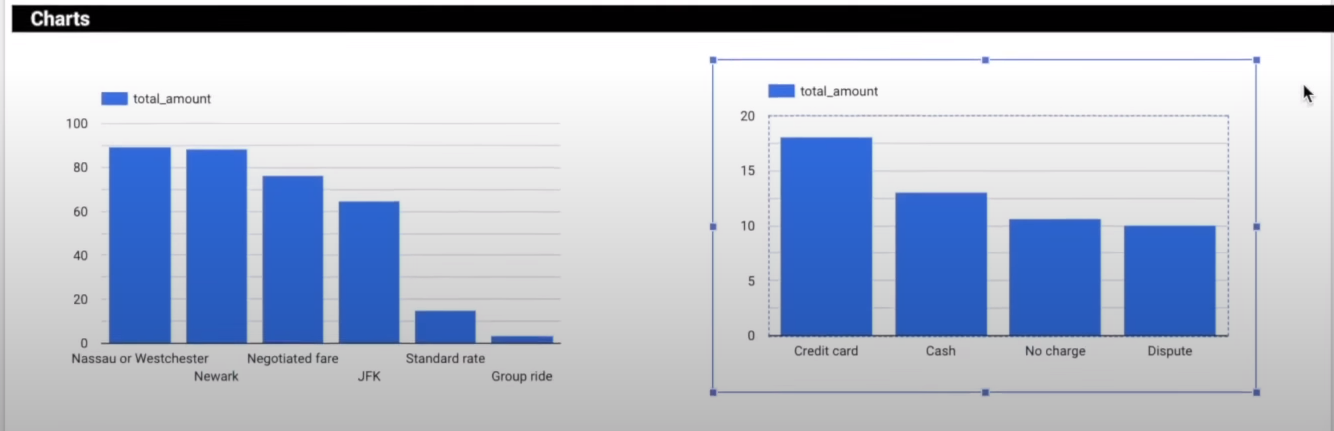 Charts
total_amount
100
80
60
40
20
0
Nassau or Westchester
Newark
Negotiated fare
JFK
Standard rate
Group ride
total_amount
20
15
10
5
0
Credit card
Cash
No charge
Dispute